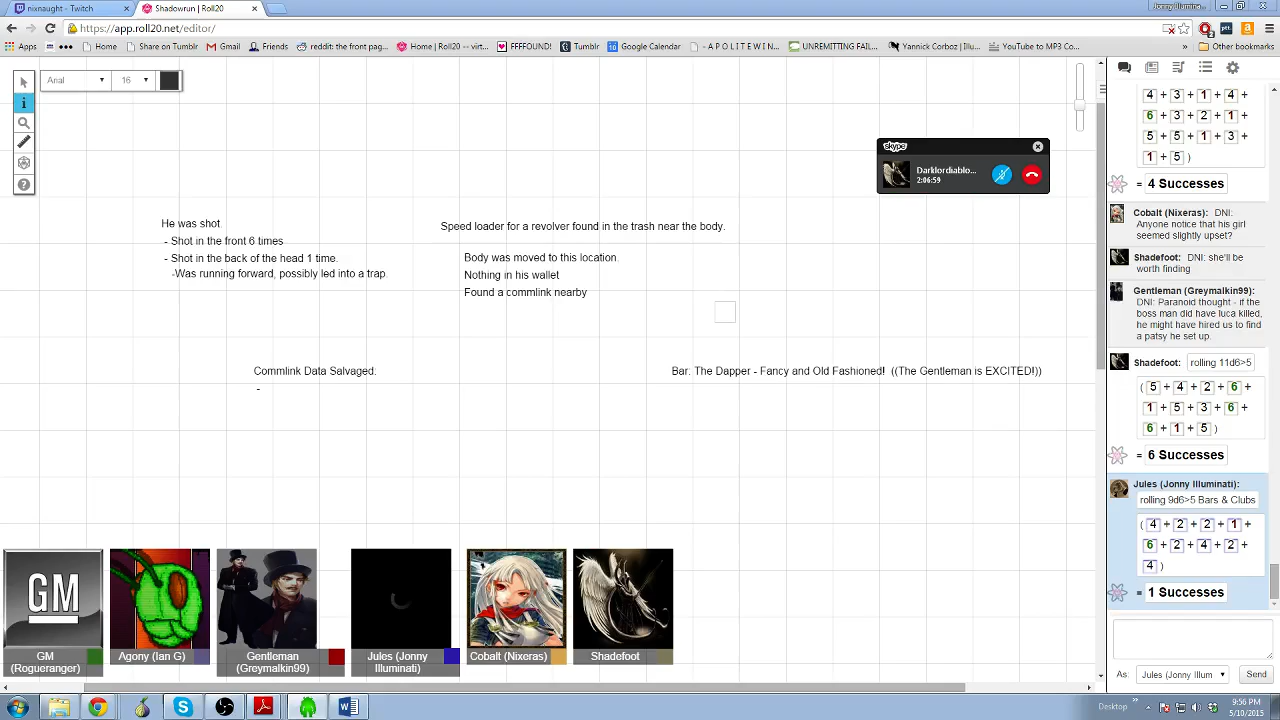 nixnaught - Twitch
Shadowrun | Roll20
Jonny Illumine...
https://app.roll20.net/editor/
Apps
Home
Share on Tumblr
Gmail
Friends
reddit: the front pag...
Home | Roll20 -- virt...
FFFFOUND!
Tumblr
Google Calendar
- A P O L I T E W I N...
UNREMITTING FAIL...
Yannick Corboz | Illu...
YouTube to MP3 Co...
»
Other bookmarks
Arial
16
skype
Darklordiablo...
2:06:59
He was shot.
- Shot in the front 6 times
- Shot in the back of the head 1 time.
-Was running forward, possibly led into a trap.
Speed loader for a revolver found in the trash near the body.
Body was moved to this location.
Nothing in his wallet
Found a commlink nearby
Commlink Data Salvaged:
-
Bar: The Dapper - Fancy and Old Fashioned! ((The Gentleman is EXCITED!))
4 + 3 + 1 + 4 +
6 + 3 + 2 + 1 +
5 + 5 + 1 + 3 +
1 + 5 )
= 4 Successes
Cobalt (Nixeras): DNI:
Anyone notice that his girl
seemed slightly upset?
Shadefoot: DNI: she'll be
worth finding
Gentleman (Greymalkin99):
DNI: Paranoid thought - if the
boss man did have luca killed,
he might have hired us to find
a patsy he set up.
Shadefoot: rolling 11d6>5
( 5 + 4 + 2 + 6 +
1 + 5 + 3 + 6 +
6 + 1 + 5 )
= 6 Successes
Jules (Jonny Illuminati):
rolling 9d6>5 Bars & Clubs
( 4 + 2 + 2 + 1 +
6 + 2 + 4 + 2 +
4 )
= 1 Successes
As: Jules (Jonny Illum
Send
GM
GM
(Rogueranger)
Agony (Ian G)
Gentleman
(Greymalkin99)
Jules (Jonny
Illuminati)
Cobalt (Nixeras)
Shadefoot
Desktop
»
9:56 PM
5/10/2015